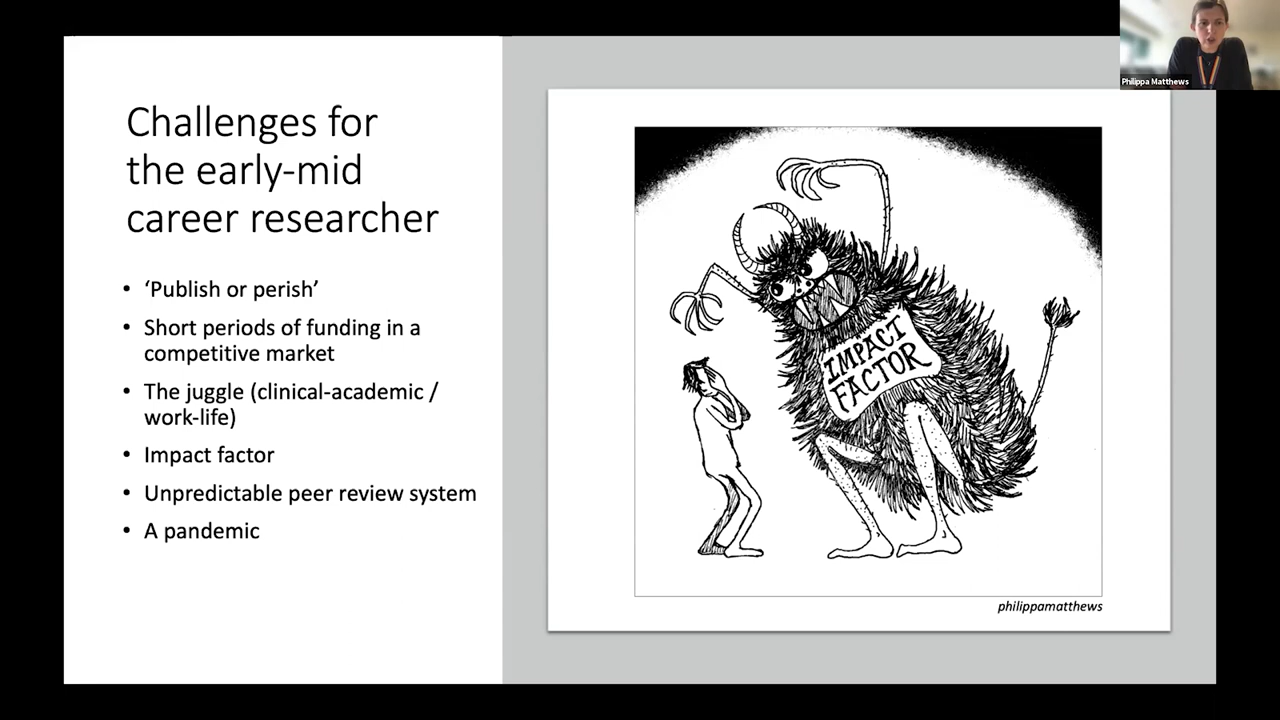 Philippa Matthews
Challenges for
the early-mid
career researcher
• ‘Publish or perish’
• Short periods of funding in a
competitive market
• The juggle (clinical-academic /
work-life)
• Impact factor
• Unpredictable peer review system
• A pandemic
IMPACT
FACTOR
philippamatthews